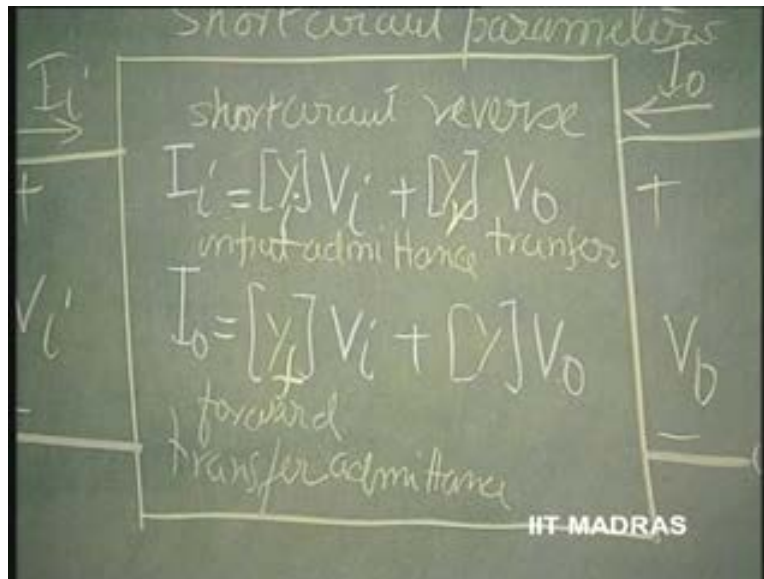 Short circuit parameters
Ii Io
short circuit reverse
Ii = [yi] Vi + [yr] Vo
+ +
input admittance transfer
Io = [yf] Vi + [y] Vo
Vi Vo
- -
forward
transfer admittance
IIT MADRAS